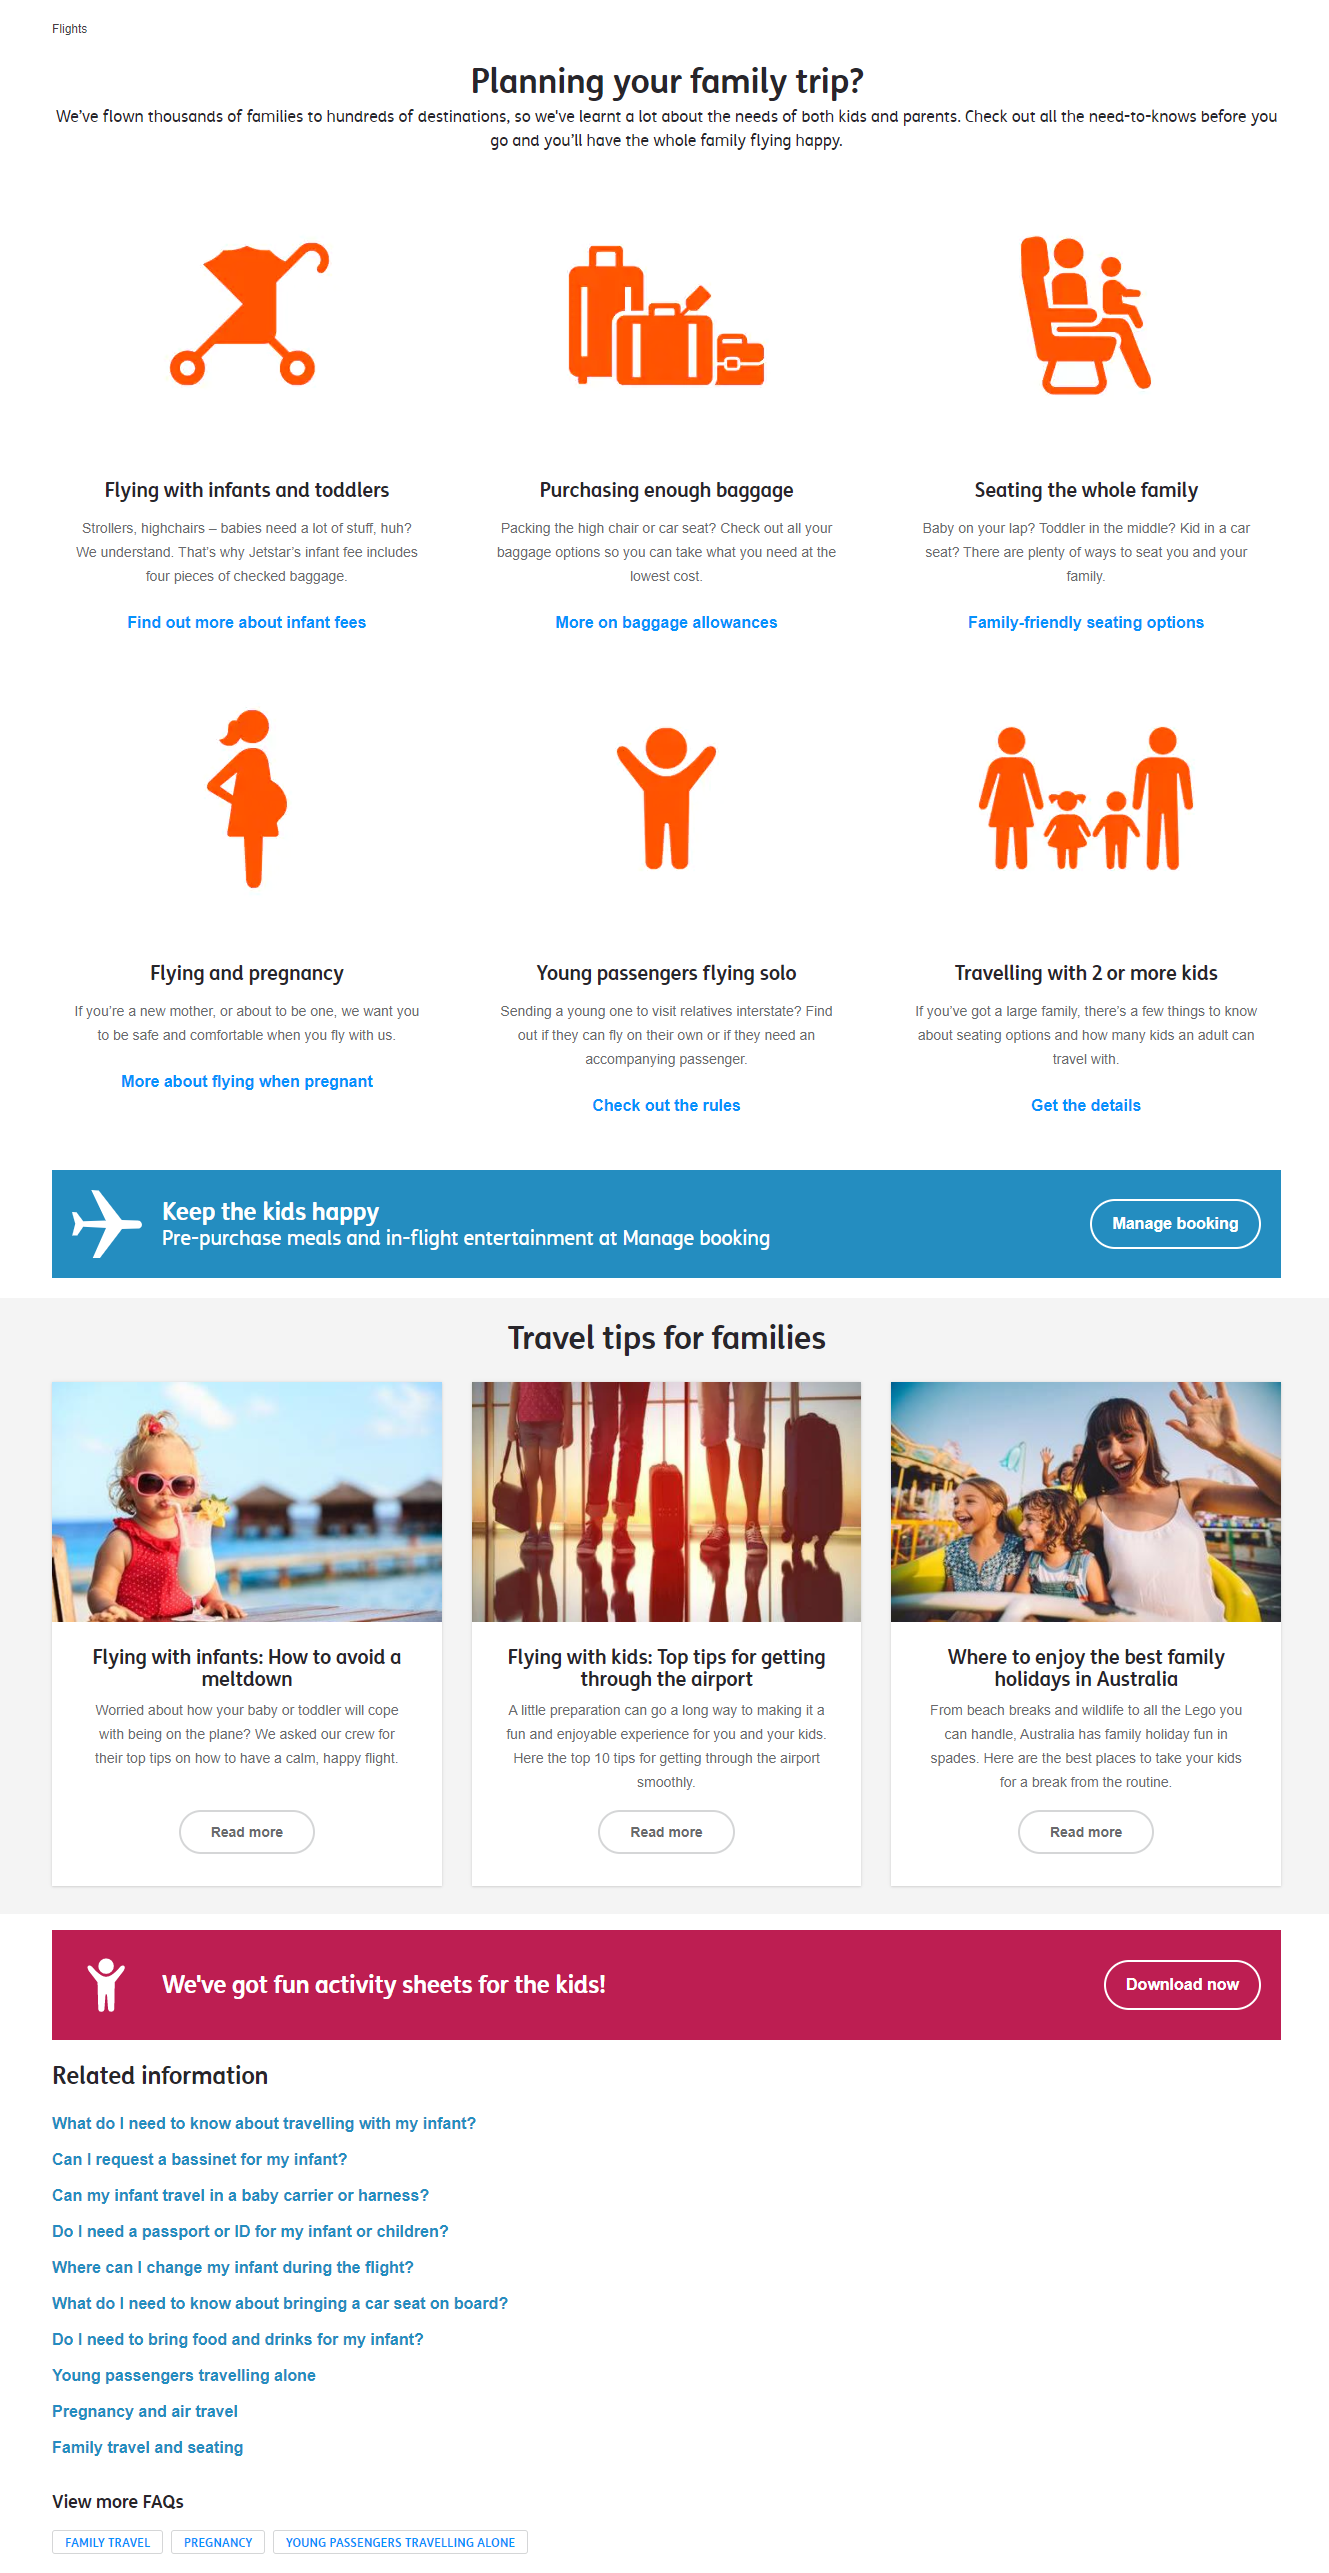 Flights
Planning your family trip?
We’ve flown thousands of families to hundreds of destinations, so we've learnt a lot about the needs of both kids and parents. Check out all the need-to-knows before you
go and you’ll have the whole family flying happy.
Flying with infants and toddlers
Strollers, highchairs – babies need a lot of stuff, huh?
We understand. That’s why Jetstar’s infant fee includes
four pieces of checked baggage.
Find out more about infant fees
Purchasing enough baggage
Packing the high chair or car seat? Check out all your
baggage options so you can take what you need at the
lowest cost.
More on baggage allowances
Seating the whole family
Baby on your lap? Toddler in the middle? Kid in a car
seat? There are plenty of ways to seat you and your
family.
Family-friendly seating options
Flying and pregnancy
If you’re a new mother, or about to be one, we want you
to be safe and comfortable when you fly with us.
More about flying when pregnant
Young passengers flying solo
Sending a young one to visit relatives interstate? Find
out if they can fly on their own or if they need an
accompanying passenger.
Check out the rules
Travelling with 2 or more kids
If you’ve got a large family, there’s a few things to know
about seating options and how many kids an adult can
travel with.
Get the details
Keep the kids happy
Pre-purchase meals and in-flight entertainment at Manage booking
Manage booking
Travel tips for families
Flying with infants: How to avoid a
meltdown
Worried about how your baby or toddler will cope
with being on the plane? We asked our crew for
their top tips on how to have a calm, happy flight.
Read more
Flying with kids: Top tips for getting
through the airport
A little preparation can go a long way to making it a
fun and enjoyable experience for you and your kids.
Here the top 10 tips for getting through the airport
smoothly.
Read more
Where to enjoy the best family
holidays in Australia
From beach breaks and wildlife to all the Lego you
can handle, Australia has family holiday fun in
spades. Here are the best places to take your kids
for a break from the routine.
Read more
We've got fun activity sheets for the kids!
Download now
Related information
What do I need to know about travelling with my infant?
Can I request a bassinet for my infant?
Can my infant travel in a baby carrier or harness?
Do I need a passport or ID for my infant or children?
Where can I change my infant during the flight?
What do I need to know about bringing a car seat on board?
Do I need to bring food and drinks for my infant?
Young passengers travelling alone
Pregnancy and air travel
Family travel and seating
View more FAQs
FAMILY TRAVEL
PREGNANCY
YOUNG PASSENGERS TRAVELLING ALONE